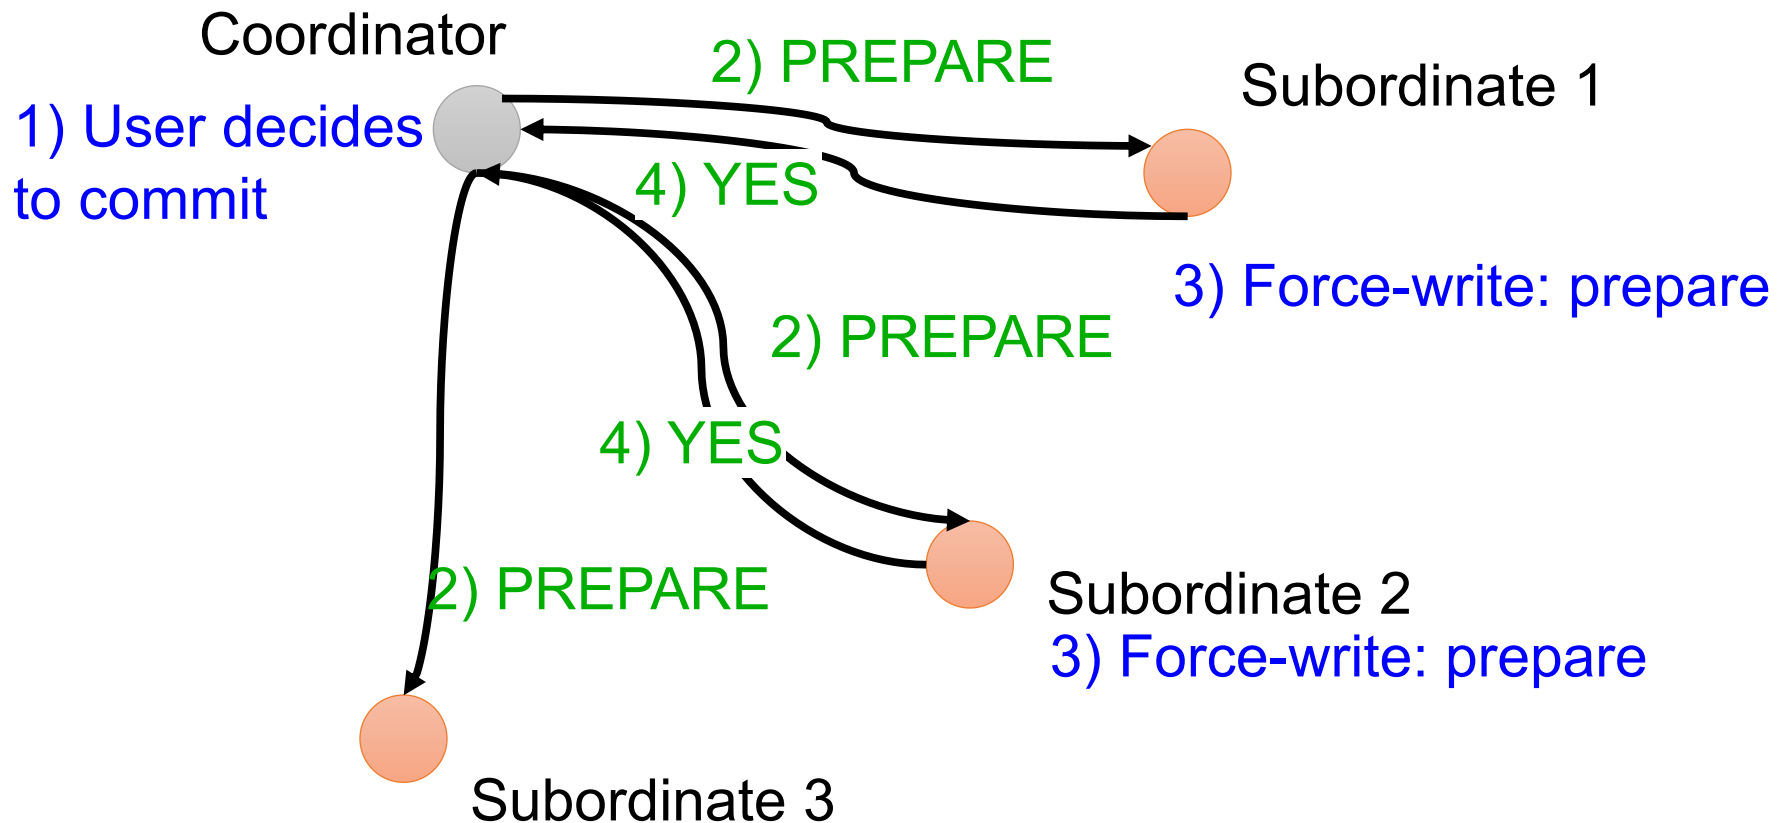 Coordinator
2) PREPARE
Subordinate 1
1) User decides
to commit
4) YES
3) Force-write: prepare
2) PREPARE
4) YES
2) PREPARE
Subordinate 2
3) Force-write: prepare
Subordinate 3